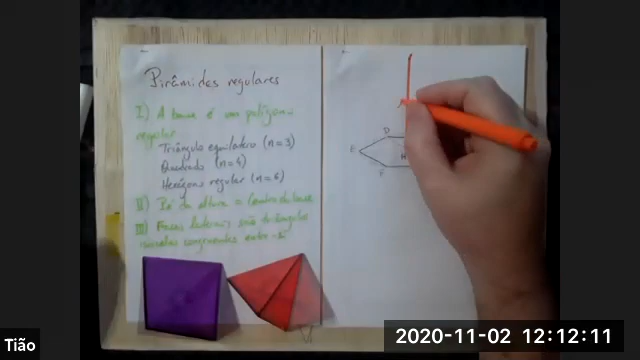 Pirâmides regulares
I) A base é um polígono
regular
Triângulo equilátero (n=3)
Quadrado (n=4)
Hexágono regular (n=6)
II) Pé da altura = Centro da base
III) Faces laterais são triângulos
isósceles congruentes entre si
D
E
F
H
V
Tião
2020-11-02 12:12:11